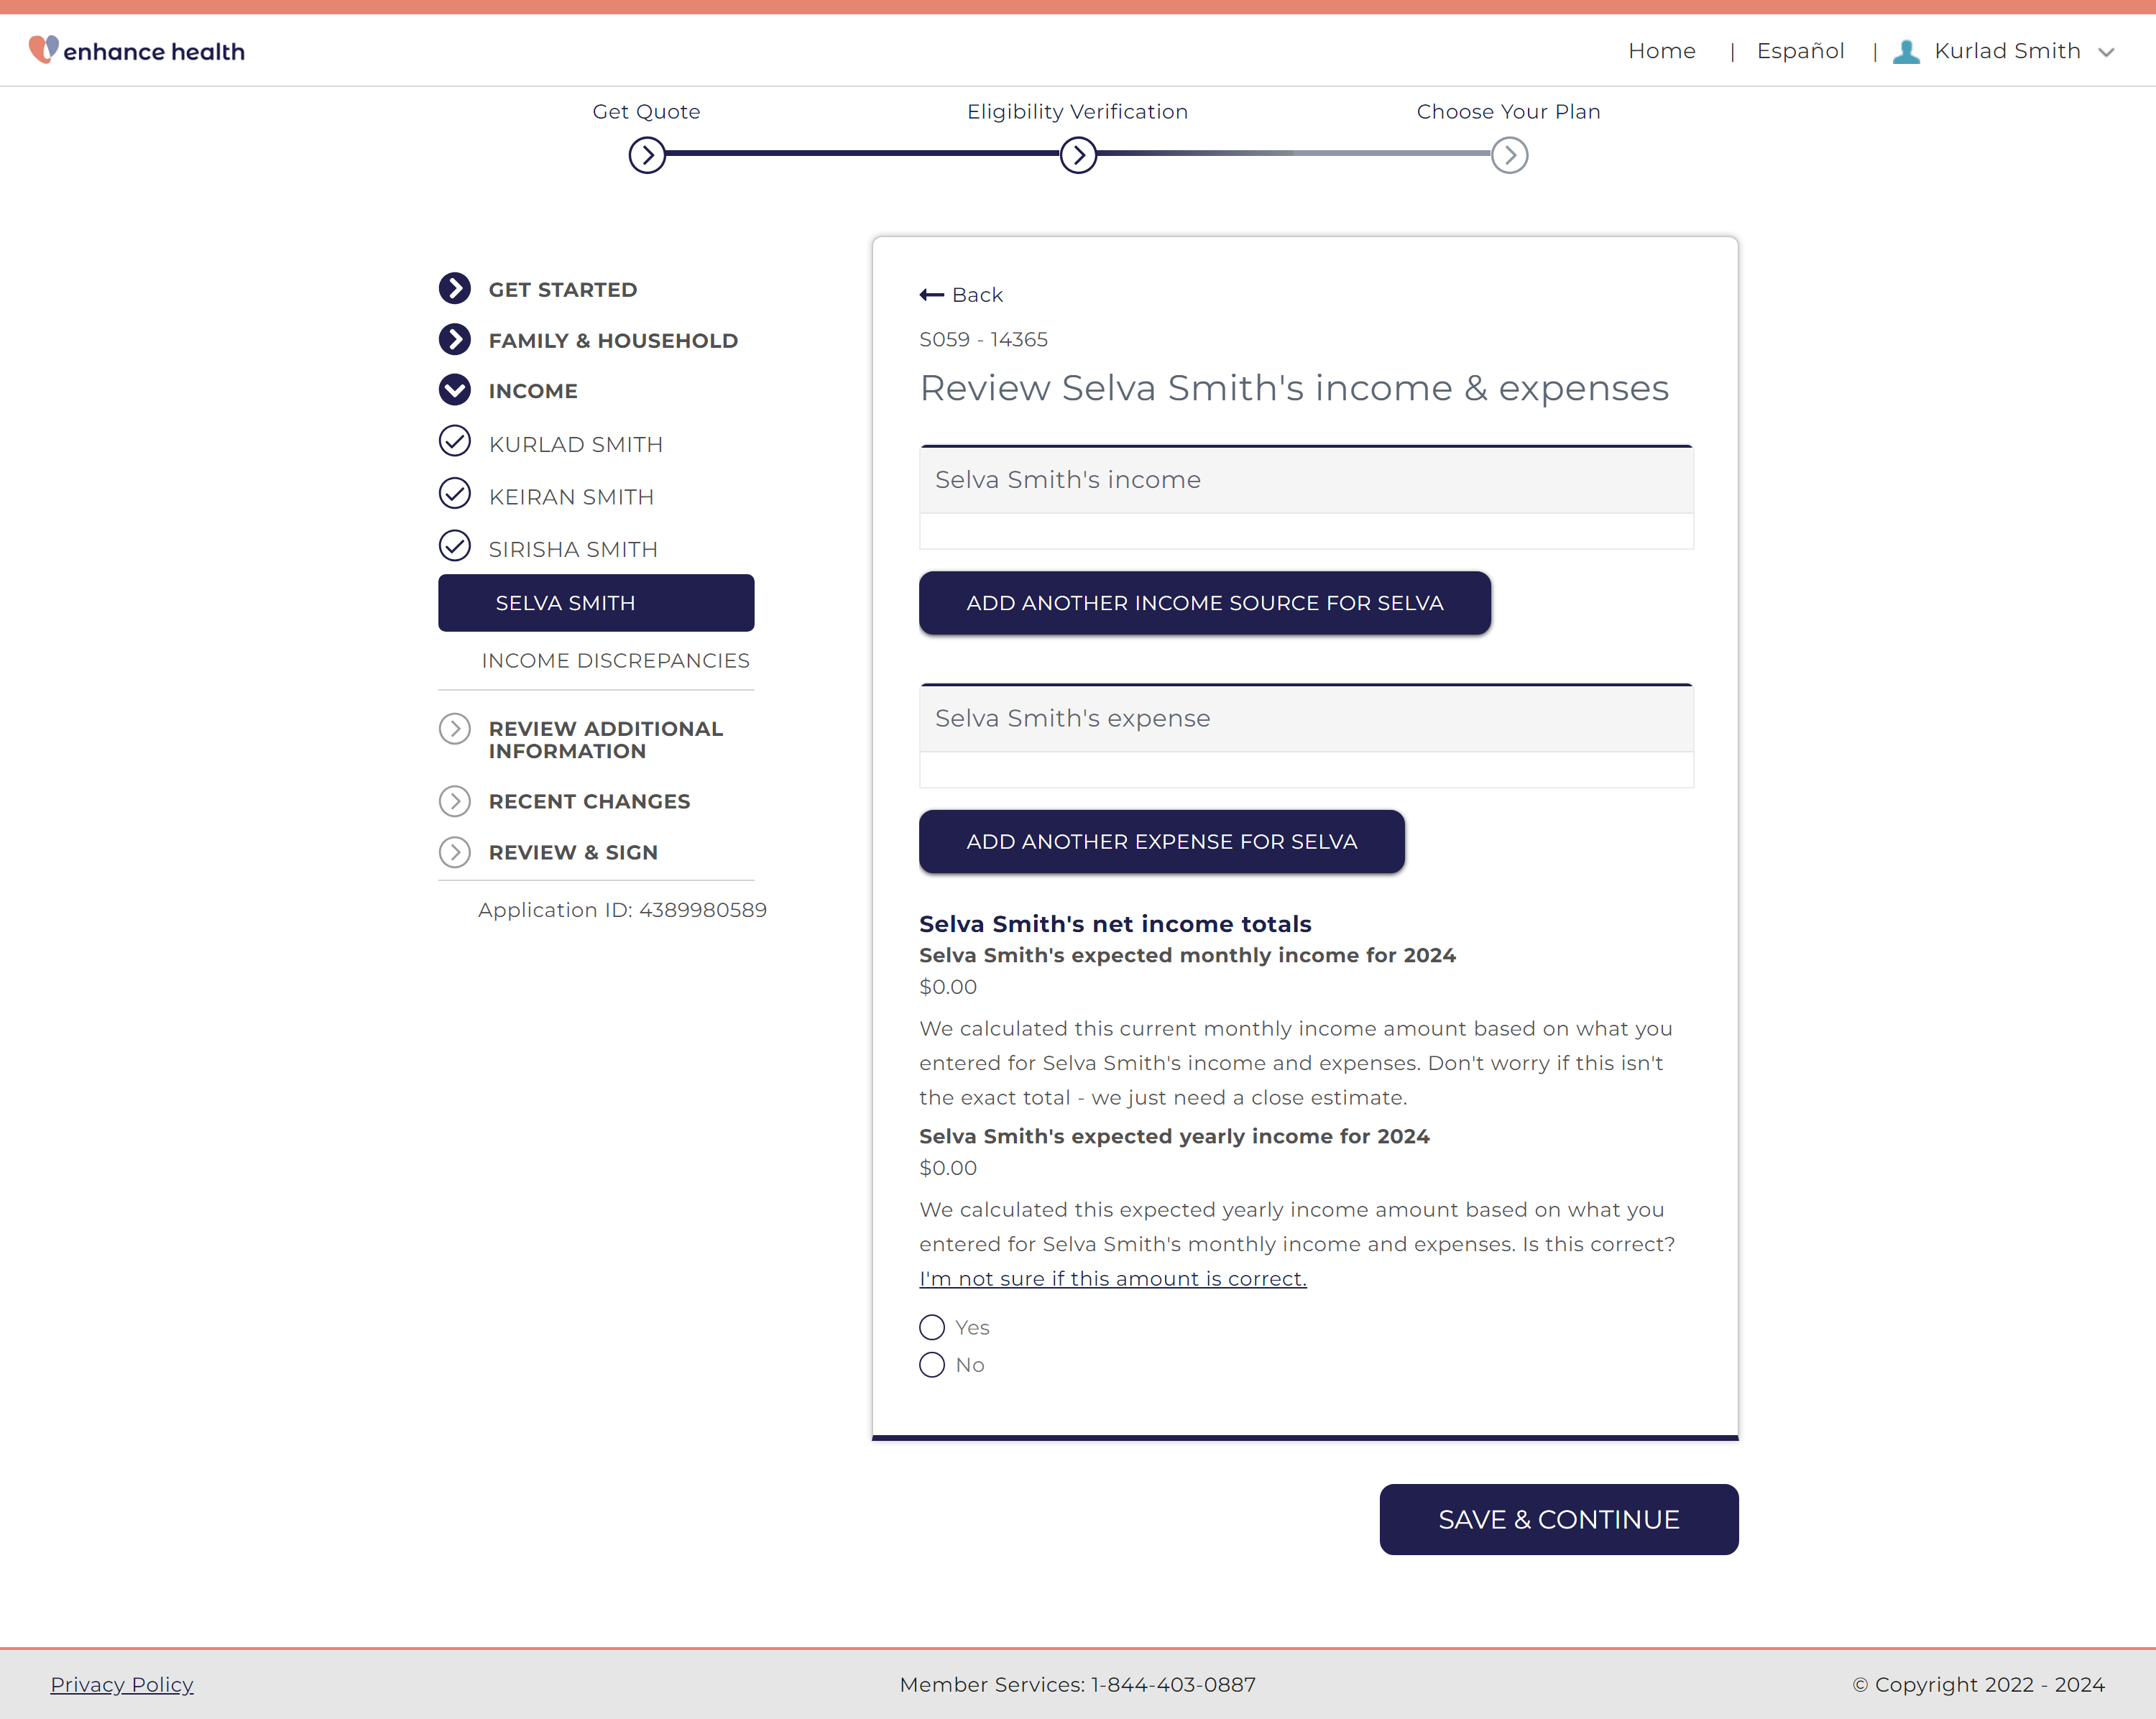 enhance health
Home | Español | Kurlad Smith
Get Quote
Eligibility Verification
Choose Your Plan
GET STARTED
FAMILY & HOUSEHOLD
INCOME
KURLAD SMITH
KEIRAN SMITH
SIRISHA SMITH
SELVA SMITH
INCOME DISCREPANCIES
REVIEW ADDITIONAL
INFORMATION
RECENT CHANGES
REVIEW & SIGN
Application ID: 4389980589
Back
S059 - 14365
Review Selva Smith's income & expenses
Selva Smith's income
ADD ANOTHER INCOME SOURCE FOR SELVA
Selva Smith's expense
ADD ANOTHER EXPENSE FOR SELVA
Selva Smith's net income totals
Selva Smith's expected monthly income for 2024
$0.00
We calculated this current monthly income amount based on what you
entered for Selva Smith's income and expenses. Don't worry if this isn't
the exact total - we just need a close estimate.
Selva Smith's expected yearly income for 2024
$0.00
We calculated this expected yearly income amount based on what you
entered for Selva Smith's monthly income and expenses. Is this correct?
I'm not sure if this amount is correct.
Yes
No
SAVE & CONTINUE
Privacy Policy
Member Services: 1-844-403-0887
© Copyright 2022 - 2024